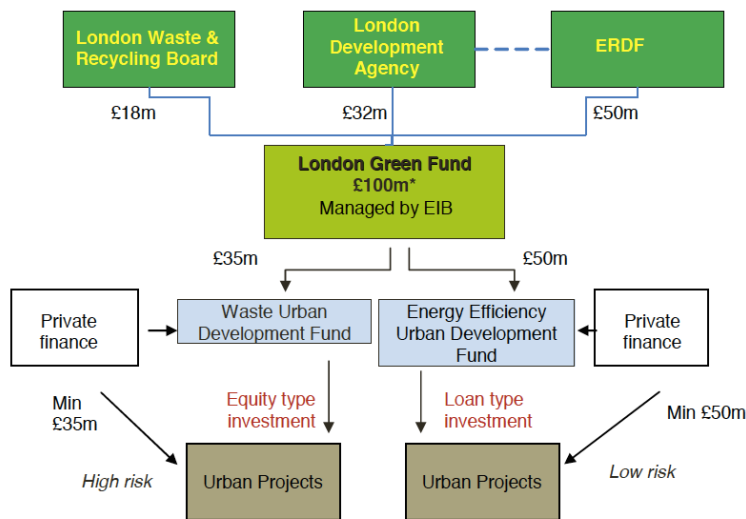 London Waste &
Recycling Board
London
Development
Agency
ERDF
£18m
£32m
£50m
London Green Fund
£100m*
Managed by EIB
£35m
£50m
Private
finance
Waste Urban
Development Fund
Energy Efficiency
Urban Development
Fund
Private
finance
Min
£35m
Equity type
investment
Loan type
investment
Min £50m
High risk
Urban Projects
Urban Projects
Low risk